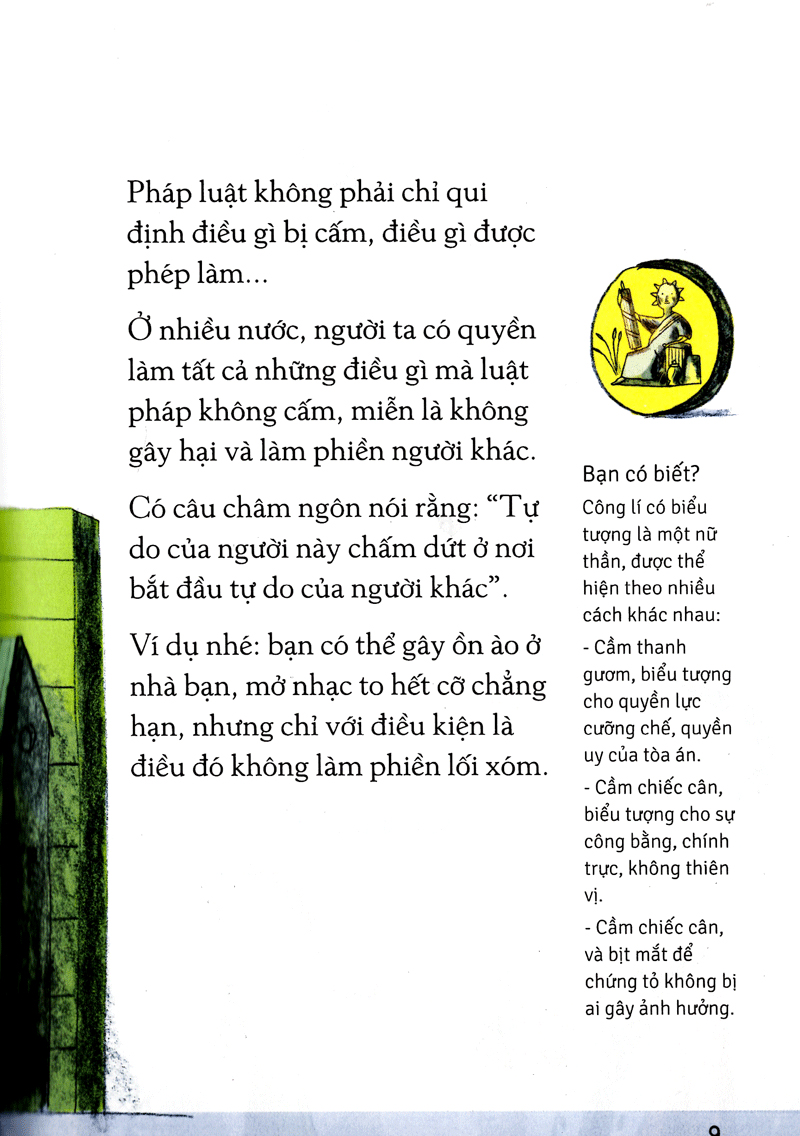 Pháp luật không phải chỉ qui
định điều gì bị cấm, điều gì được
phép làm...
Ở nhiều nước, người ta có quyền
làm tất cả những điều gì mà luật
pháp không cấm, miễn là không
gây hại và làm phiền người khác.
Có câu châm ngôn nói rằng: “Tự
do của người này chấm dứt ở nơi
bắt đầu tự do của người khác”.
Ví dụ nhé: bạn có thể gây ồn ào ở
nhà bạn, mở nhạc to hết cỡ chẳng
hạn, nhưng chỉ với điều kiện là
điều đó không làm phiền lối xóm.
Bạn có biết?
Công lí có biểu
tượng là một nữ
thần, được thể
hiện theo nhiều
cách khác nhau:
- Cầm thanh
gươm, biểu tượng
cho quyền lực
cưỡng chế, quyền
uy của tòa án.
- Cầm chiếc cân,
biểu tượng cho sự
công bằng, chính
trực, không thiên
vị.
- Cầm chiếc cân,
và bịt mắt để
chứng tỏ không bị
ai gây ảnh hưởng.
9